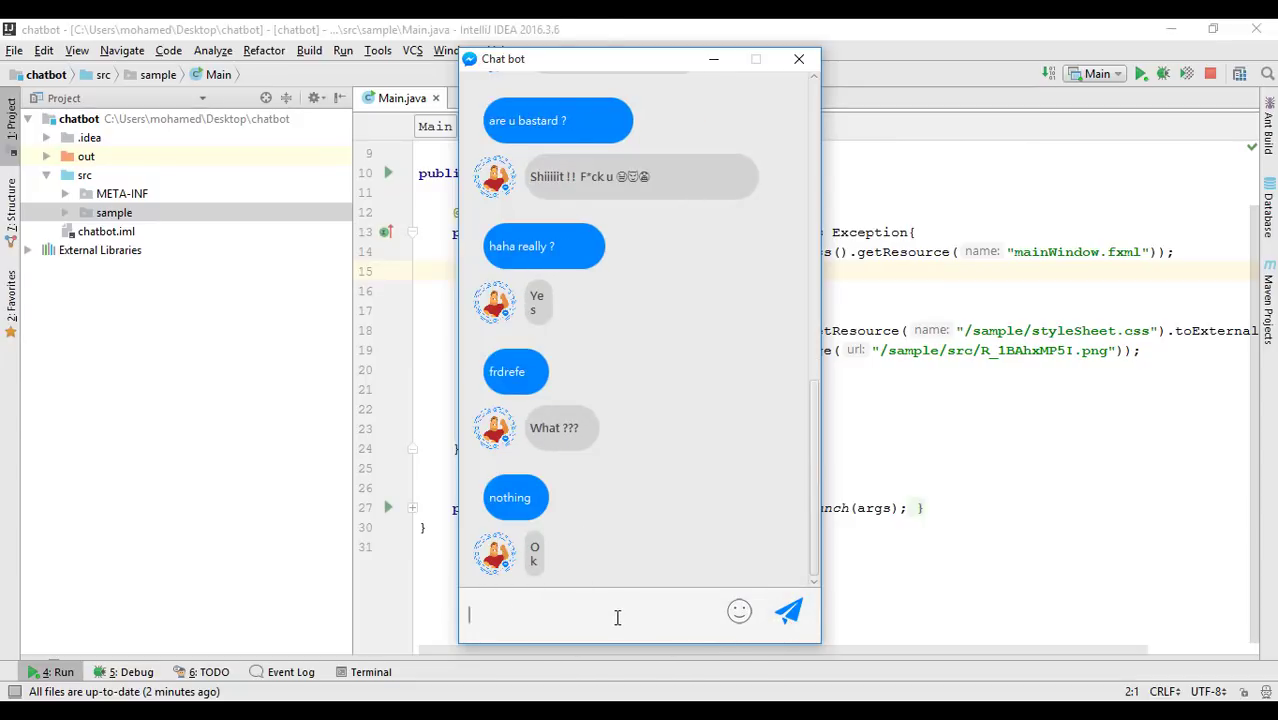 chatbot - [C:\Users\mohamed\Desktop\chatbot] - [chatbot] - ...\src\sample\Main.java - IntelliJ IDEA 2016.3.6
File Edit View Navigate Code Analyze Refactor Build Run Tools VCS
chatbot src sample Main
Main
Project
Main.java
chatbot C:\Users\mohamed\Desktop\chatbot
.idea
out
src
META-INF
sample
chatbot.iml
External Libraries
1: Project
7: Structure
2: Favorites
Main
9
10
11
12
13
14
15
16
17
18
19
20
21
22
23
24
25
26
27
30
31
Exception{
.getResource( name: "mainWindow.fxml"));
name: "/sample/styleSheet.css").toExternal
url: "/sample/src/R_1BAhxMP5I.png"));
}
(args); }
}
Chat bot
are u bastard ?
Shiiiiit !! F*ck u 😠😈😭
haha really ?
Ye
s
frdrefe
What ???
nothing
O
k
Ant Build
Database
Maven Projects
4: Run 5: Debug 6: TODO Event Log Terminal
All files are up-to-date (2 minutes ago)
2:1 CRLF÷ UTF-8÷